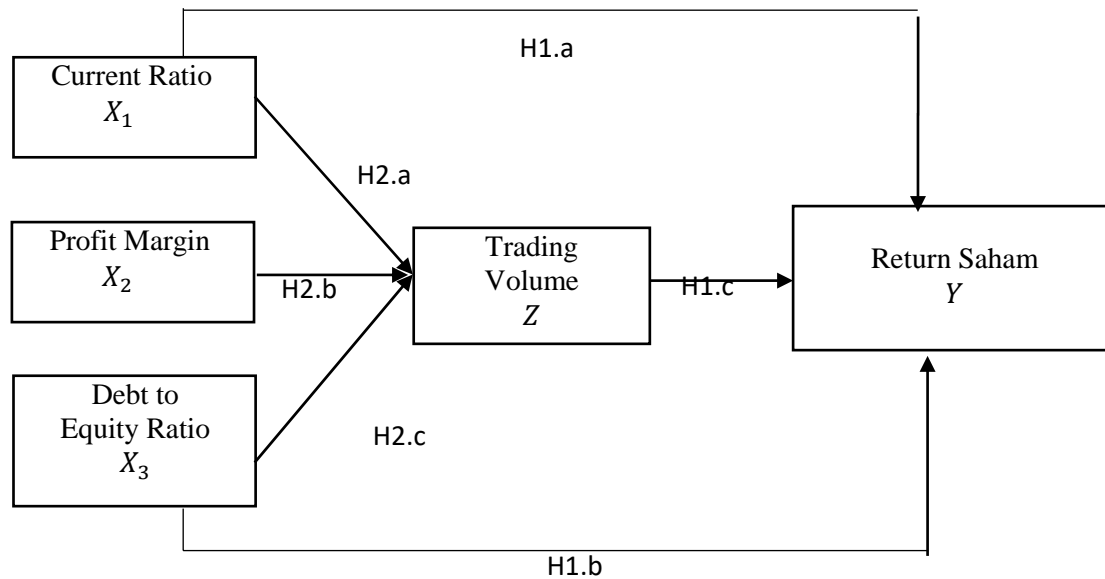 H1.a
Current Ratio
X₁
H2.a
Profit Margin
X₂
H2.b
Trading
Volume
Z
H1.c
Return Saham
Y
Debt to
Equity Ratio
X₃
H2.c
H1.b